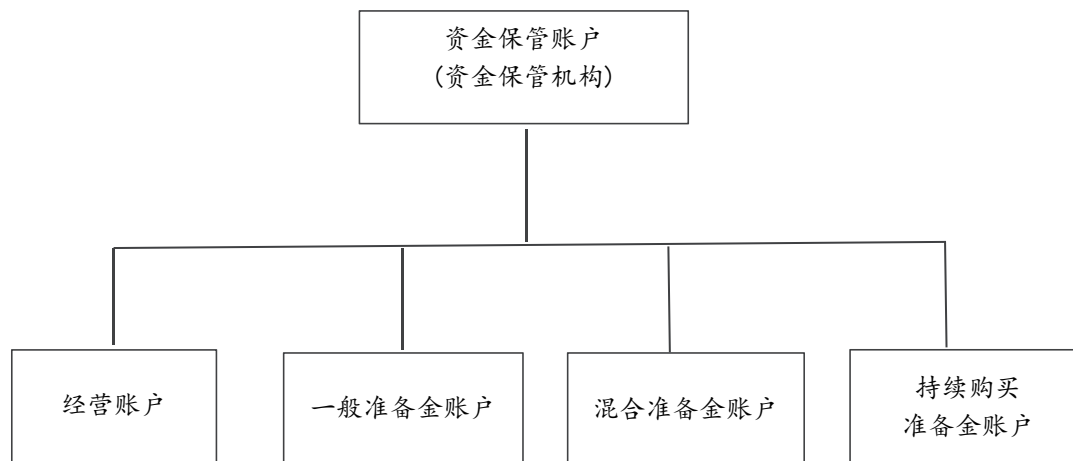 资金保管账户
(资金保管机构)
经营账户
一般准备金账户
混合准备金账户
持续购买
准备金账户